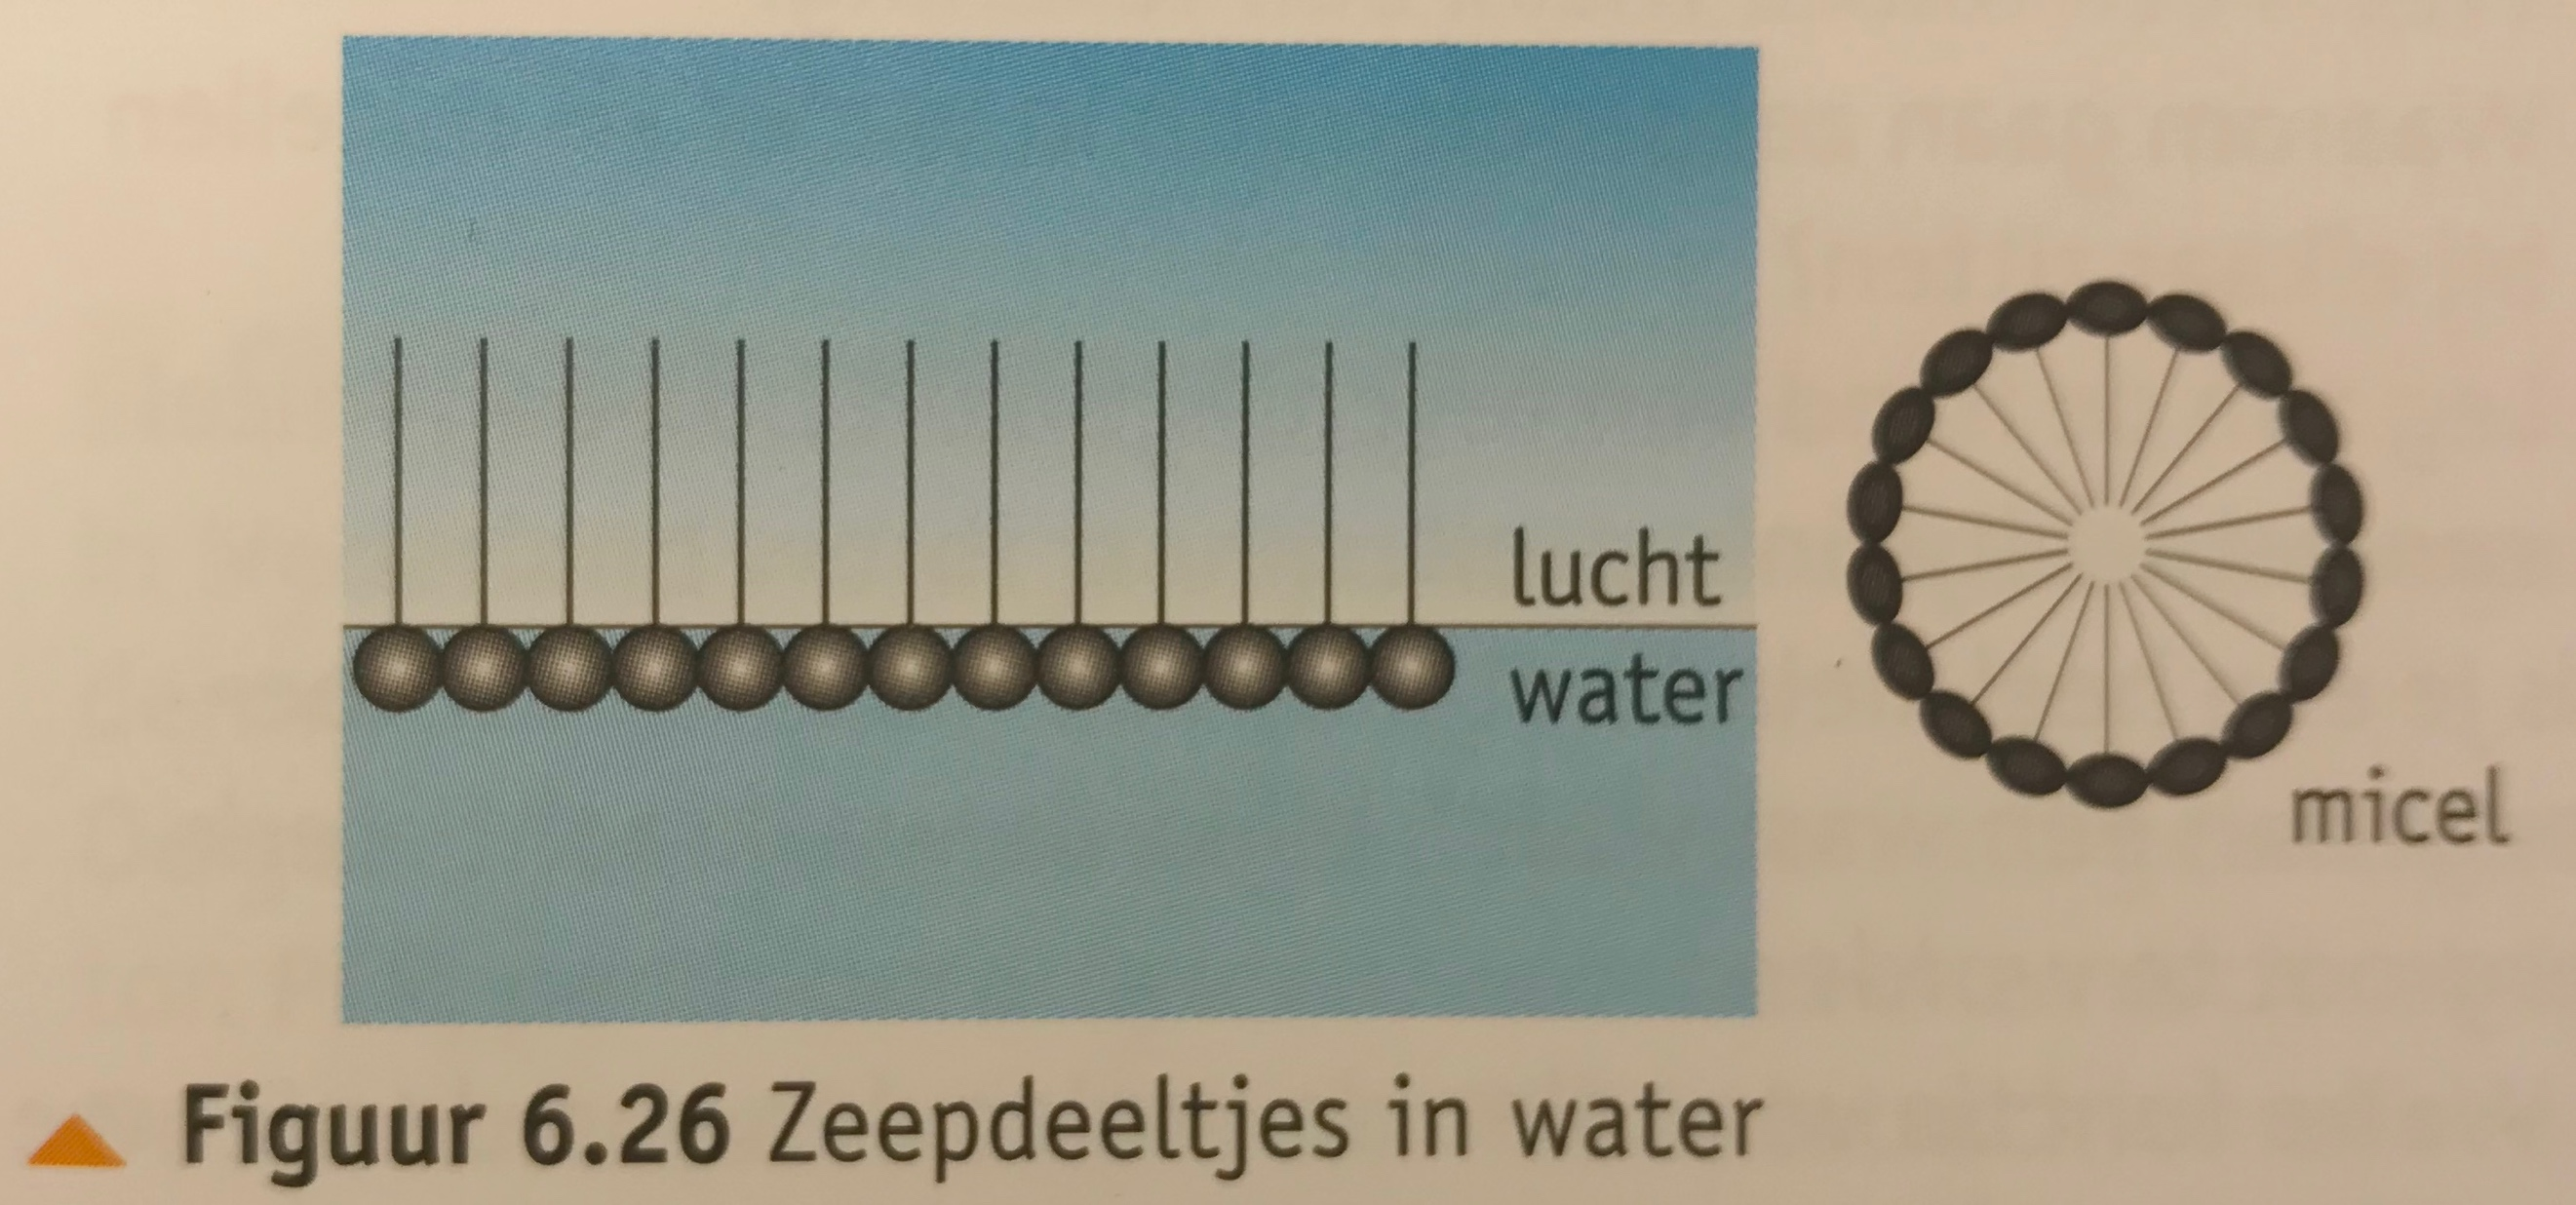 lucht
water
micel
Figuur 6.26 Zeepdeeltjes in water